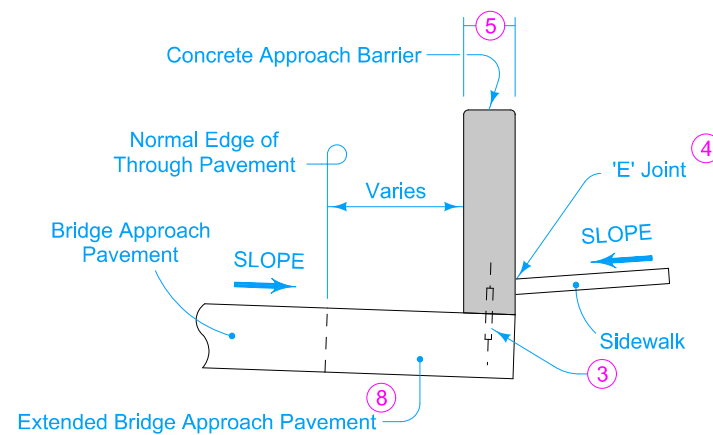 5
Concrete Approach Barrier
Normal Edge of
Through Pavement
4
'E' Joint
Varies
Bridge Approach
Pavement
SLOPE
SLOPE
Sidewalk
3
8
Extended Bridge Approach Pavement